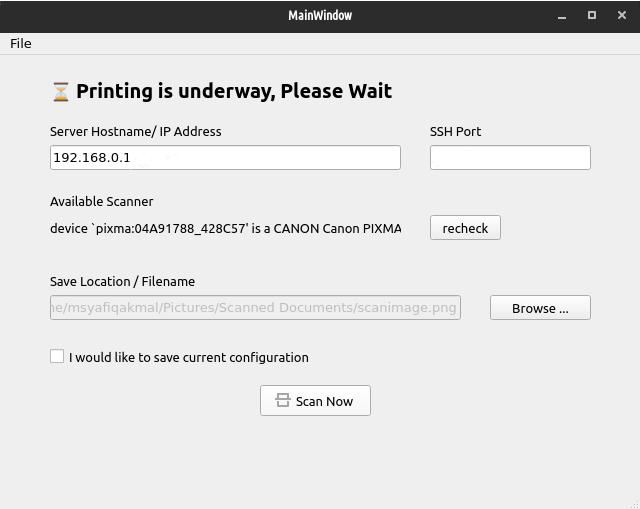 MainWindow
File
⏳ Printing is underway, Please Wait
Server Hostname/ IP Address
SSH Port
192.168.0.1
Available Scanner
device `pixma:04A91788_428C57' is a CANON Canon PIXMA
recheck
Save Location / Filename
ne/msyafiqakmal/Pictures/Scanned Documents/scanimage.png
Browse ...
I would like to save current configuration
Scan Now